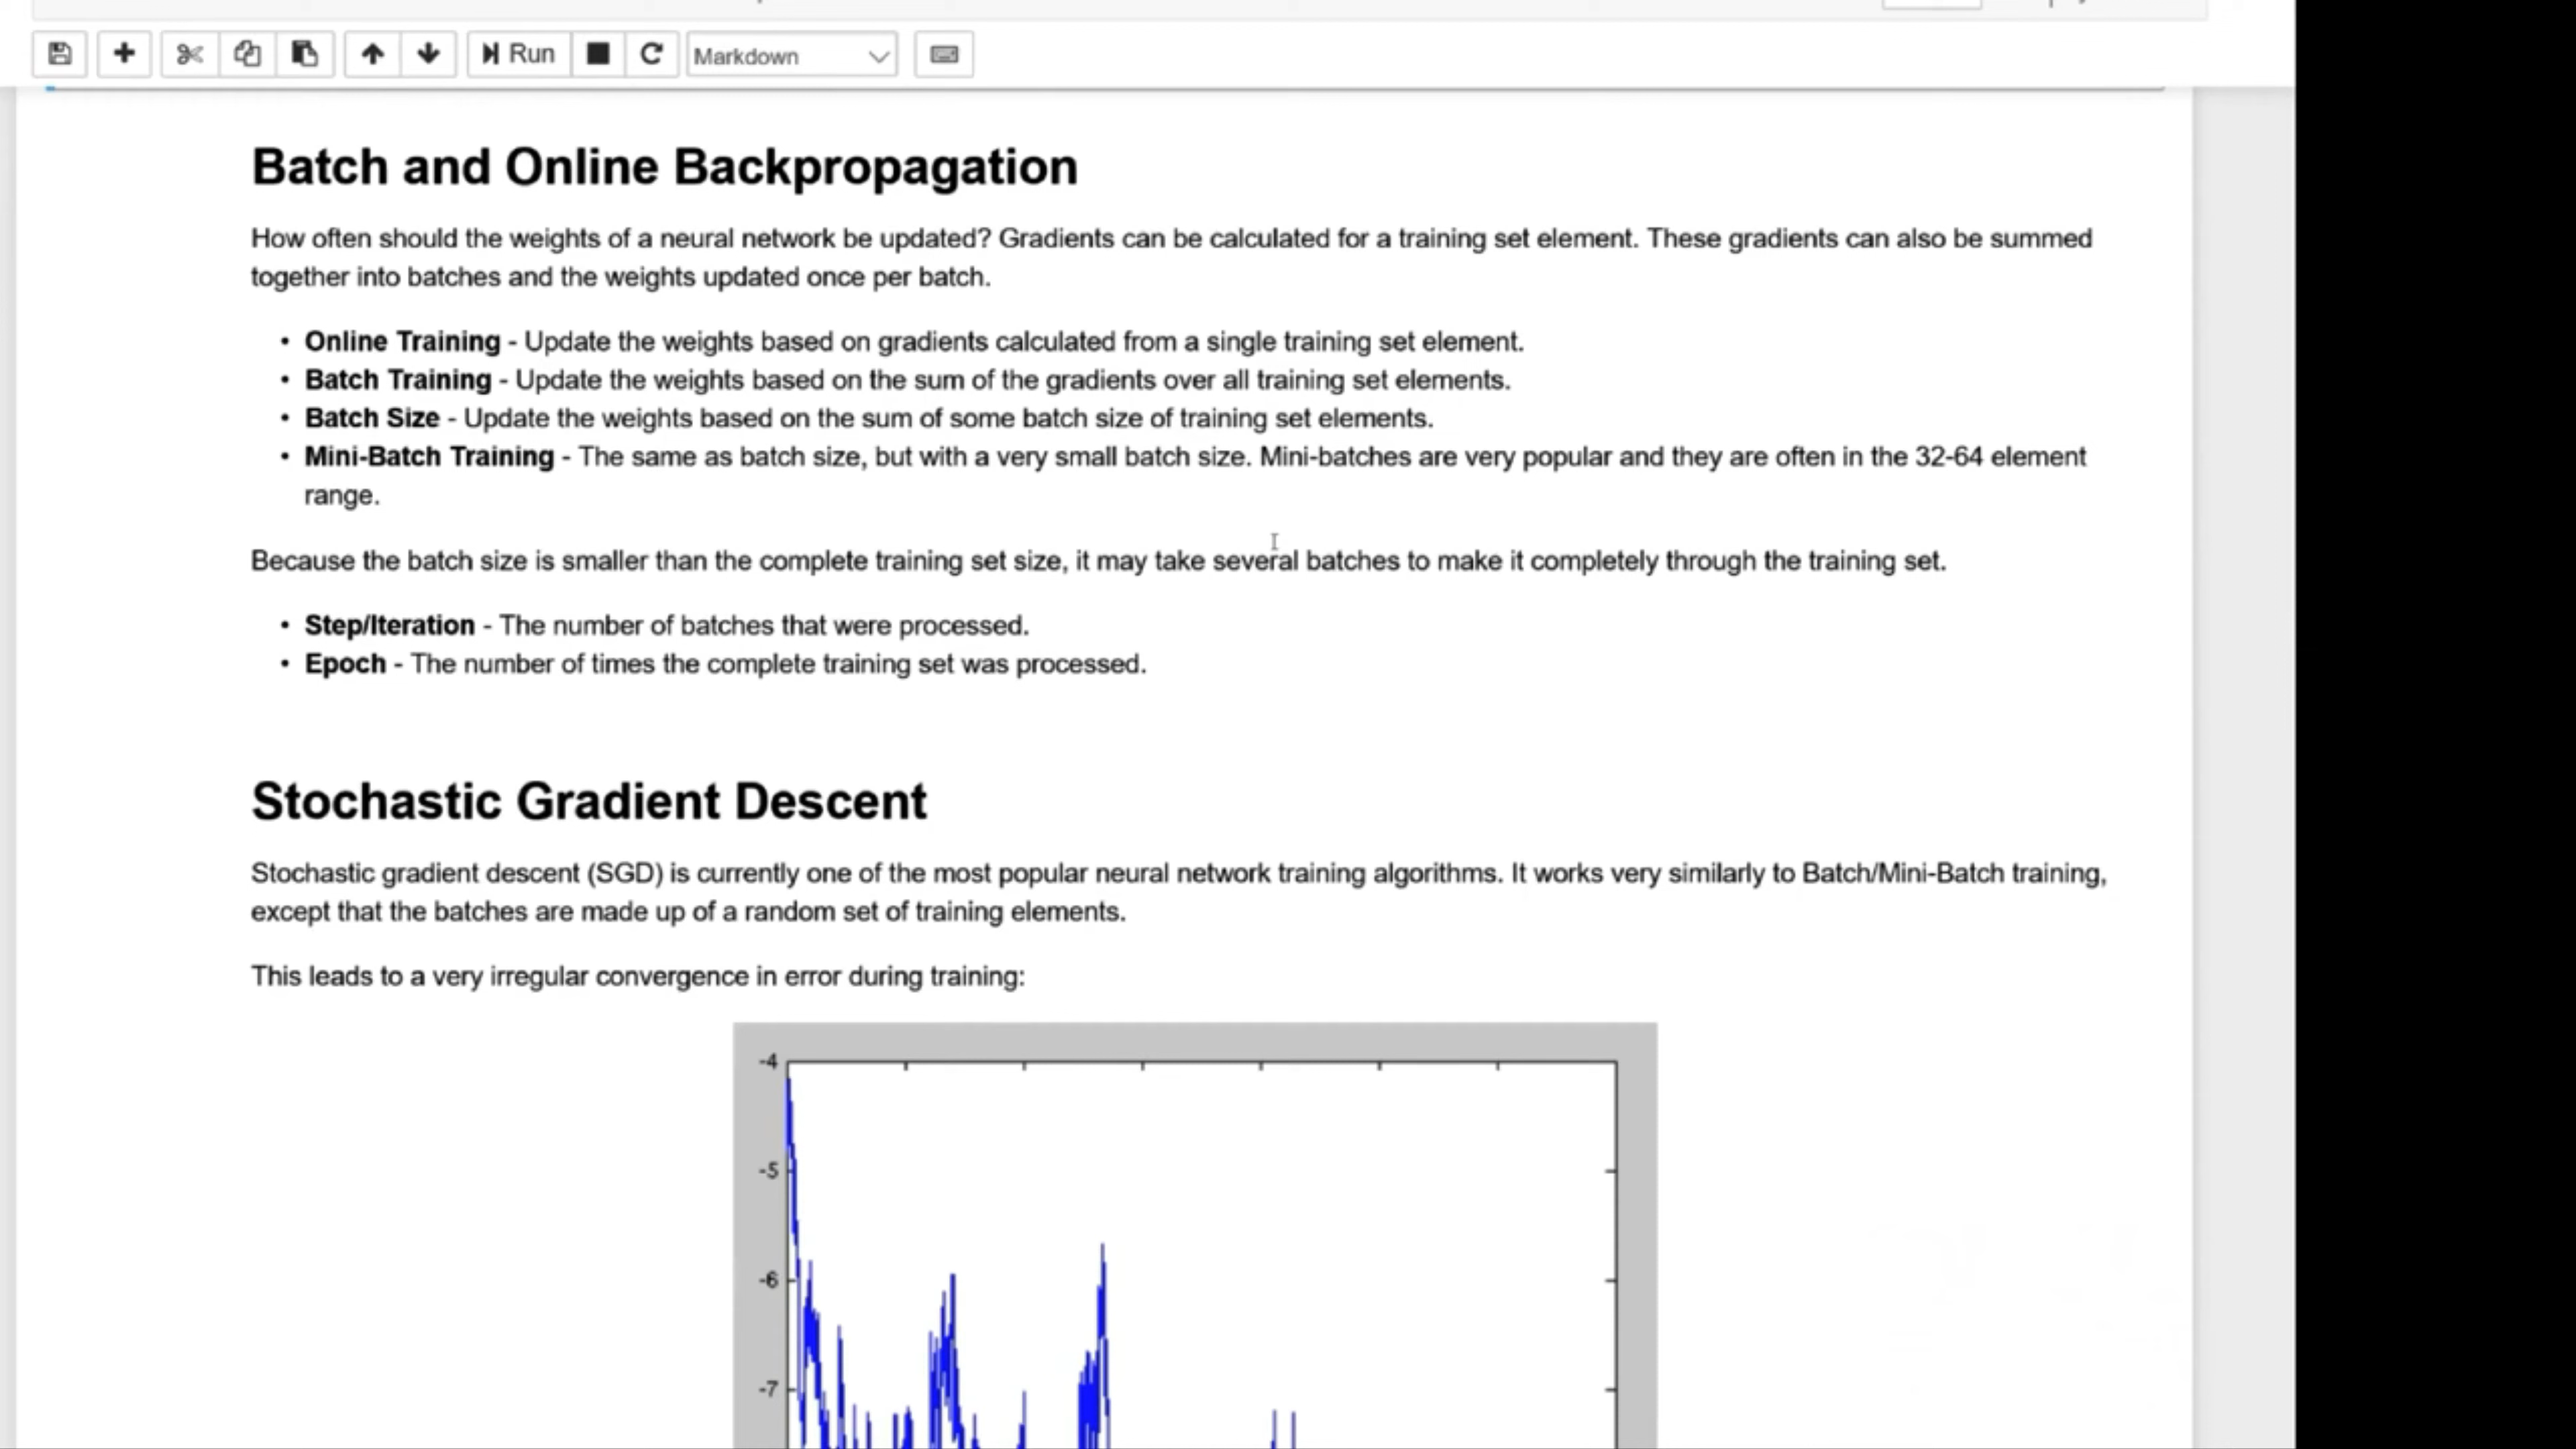 Run
Markdown
Batch and Online Backpropagation
How often should the weights of a neural network be updated? Gradients can be calculated for a training set element. These gradients can also be summed
together into batches and the weights updated once per batch.
• Online Training - Update the weights based on gradients calculated from a single training set element.
• Batch Training - Update the weights based on the sum of the gradients over all training set elements.
• Batch Size - Update the weights based on the sum of some batch size of training set elements.
• Mini-Batch Training - The same as batch size, but with a very small batch size. Mini-batches are very popular and they are often in the 32-64 element
range.
Because the batch size is smaller than the complete training set size, it may take several batches to make it completely through the training set.
• Step/Iteration - The number of batches that were processed.
• Epoch - The number of times the complete training set was processed.
Stochastic Gradient Descent
Stochastic gradient descent (SGD) is currently one of the most popular neural network training algorithms. It works very similarly to Batch/Mini-Batch training,
except that the batches are made up of a random set of training elements.
This leads to a very irregular convergence in error during training:
-4
-5
-6
-7